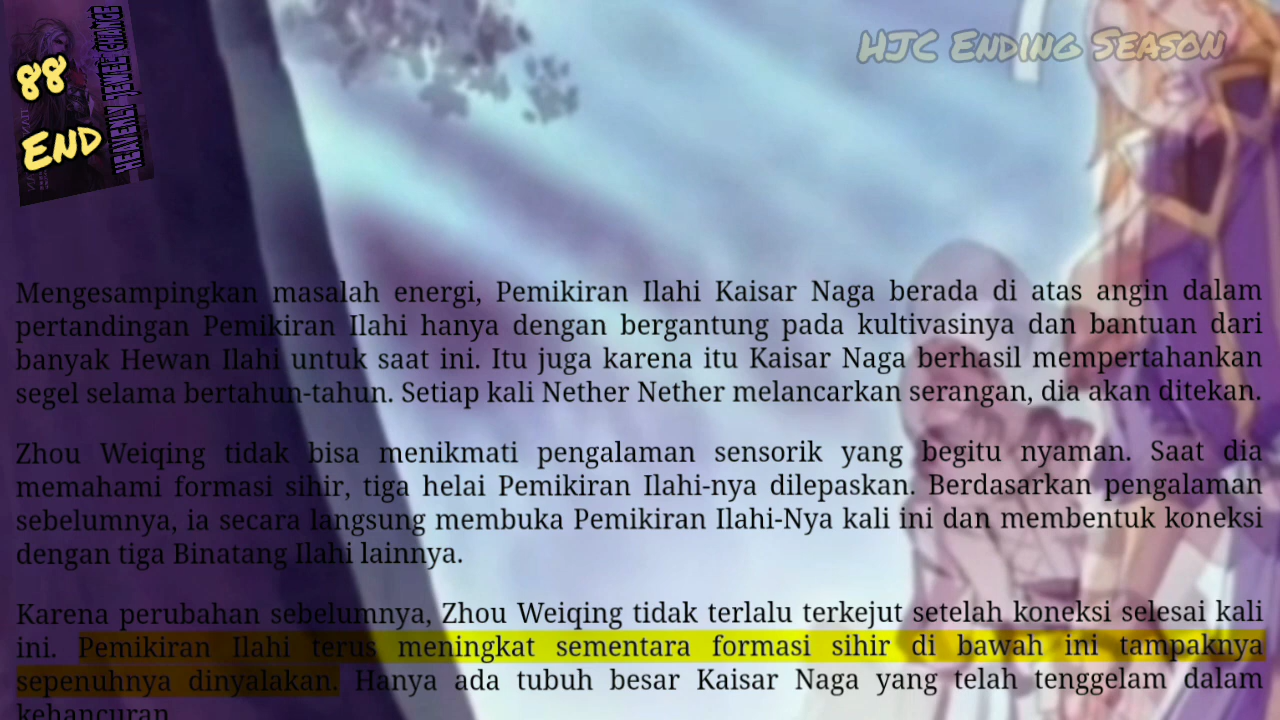 88
END
HEAVENLY JEWEL CHANGE
HJC Ending Season
Mengesampingkan masalah energi, Pemikiran Ilahi Kaisar Naga berada di atas angin dalam
pertandingan Pemikiran Ilahi hanya dengan bergantung pada kultivasinya dan bantuan dari
banyak Hewan Ilahi untuk saat ini. Itu juga karena itu Kaisar Naga berhasil mempertahankan
segel selama bertahun-tahun. Setiap kali Nether Nether melancarkan serangan, dia akan ditekan.
Zhou Weiqing tidak bisa menikmati pengalaman sensorik yang begitu nyaman. Saat dia
memahami formasi sihir, tiga helai Pemikiran Ilahi-nya dilepaskan. Berdasarkan pengalaman
sebelumnya, ia secara langsung membuka Pemikiran Ilahi-Nya kali ini dan membentuk koneksi
dengan tiga Binatang Ilahi lainnya.
Karena perubahan sebelumnya, Zhou Weiqing tidak terlalu terkejut setelah koneksi selesai kali
ini. Pemikiran Ilahi terus meningkat sementara formasi sihir di bawah ini tampaknya
sepenuhnya dinyalakan. Hanya ada tubuh besar Kaisar Naga yang telah tenggelam dalam
kehancuran